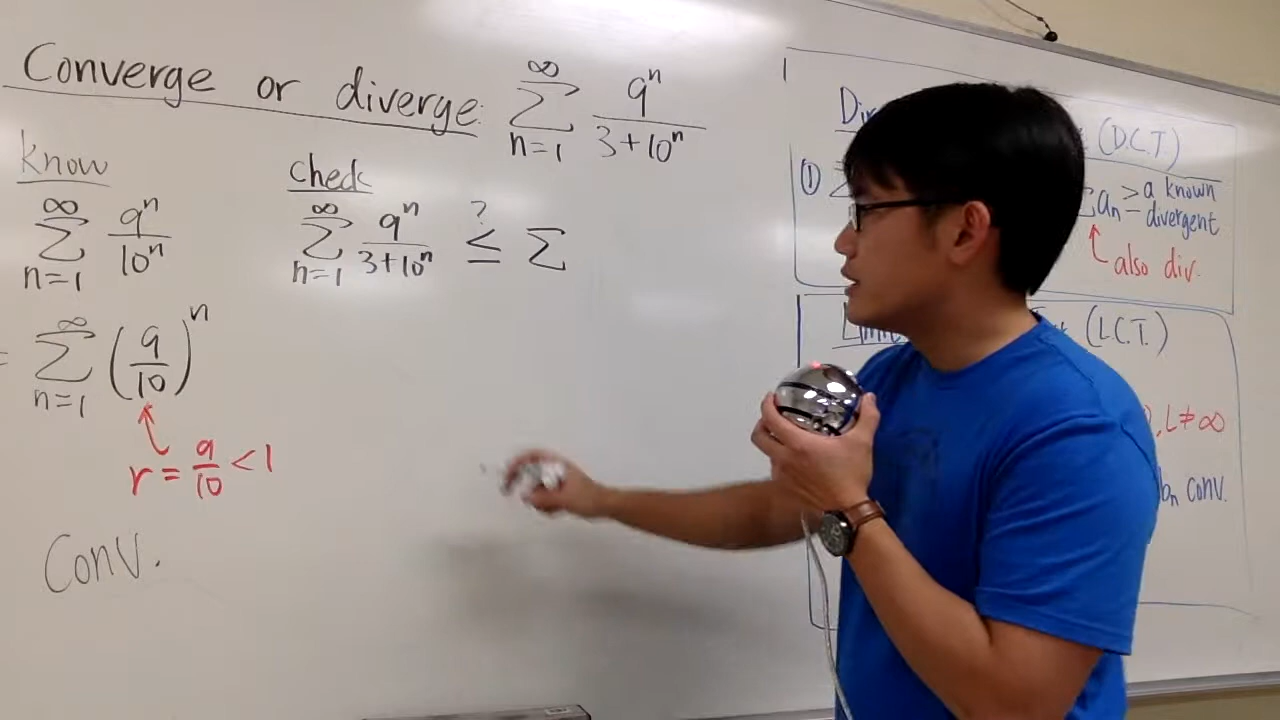 Converge or diverge: ∞ Σ n=1 9^n / (3+10^n)
know
∞ Σ n=1 9^n / 10^n
= ∞ Σ n=1 (9/10)^n
r = 9/10 < 1
Conv.
check
∞ Σ n=1 9^n / (3+10^n) ≤ Σ
?
(D.C.T.)
①
Σ a_n ≥ a known
divergent
also div.
(L.C.T.)
, L ≠ ∞
b_n conv.